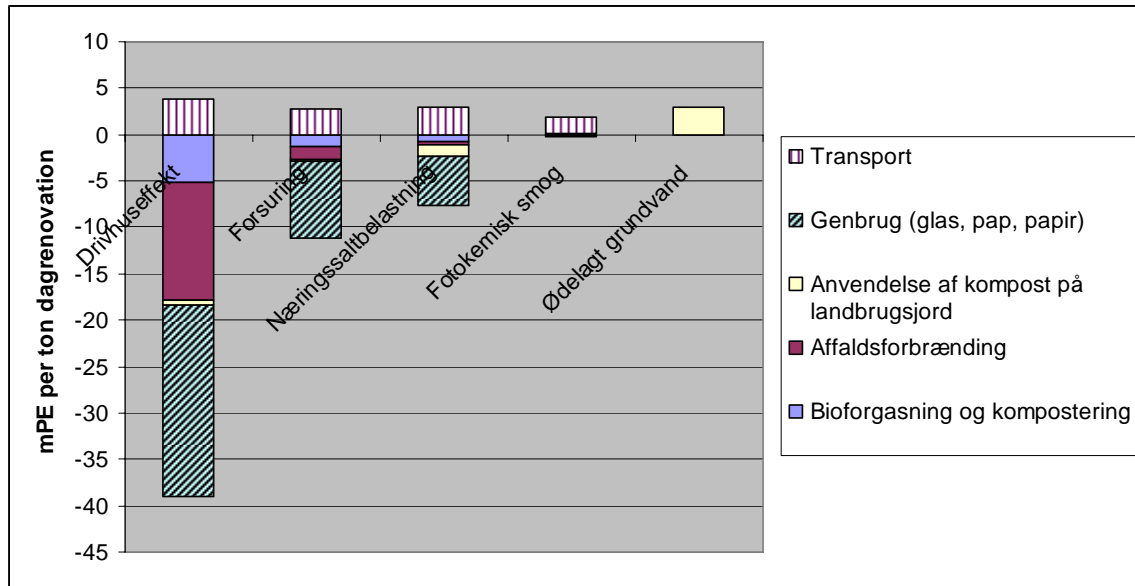 mPE per ton dagrenovation
10
5
0
-5
-10
-15
-20
-25
-30
-35
-40
-45
Drivhuseffekt
Forsuring
Næringssaltbelastning
Fotokemisk smog
Ødelagt grundvand
Transport
Genbrug (glas, pap, papir)
Anvendelse af kompost på
landbrugsjord
Affaldsforbrænding
Bioforgasning og kompostering